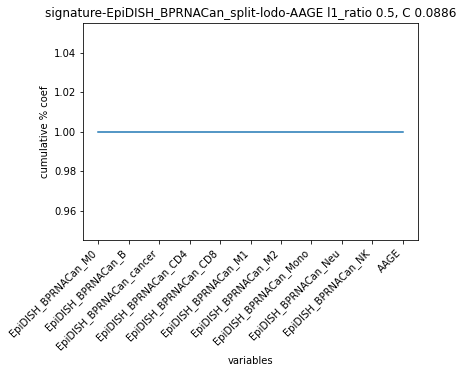 signature-EpiDISH_BPRNACan_split-lodo-AAGE l1_ratio 0.5, C 0.0886
1.04
1.02
1.00
0.98
0.96
cumulative % coef
EpiDISH_BPRNACan_M0
EpiDISH_BPRNACan_B
EpiDISH_BPRNACan_cancer
EpiDISH_BPRNACan_CD4
EpiDISH_BPRNACan_CD8
EpiDISH_BPRNACan_M1
EpiDISH_BPRNACan_M2
EpiDISH_BPRNACan_Mono
EpiDISH_BPRNACan_Neu
EpiDISH_BPRNACan_NK
AAGE
variables